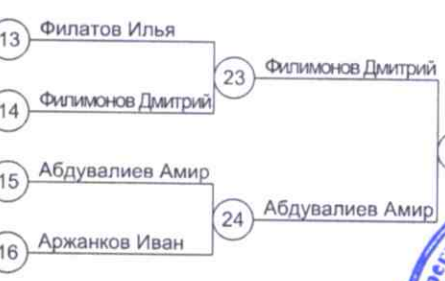 13 Филатов Илья
23 Филимонов Дмитрий
14 Филимонов Дмитрий
15 Абдувалиев Амир
24 Абдувалиев Амир
16 Аржанков Иван